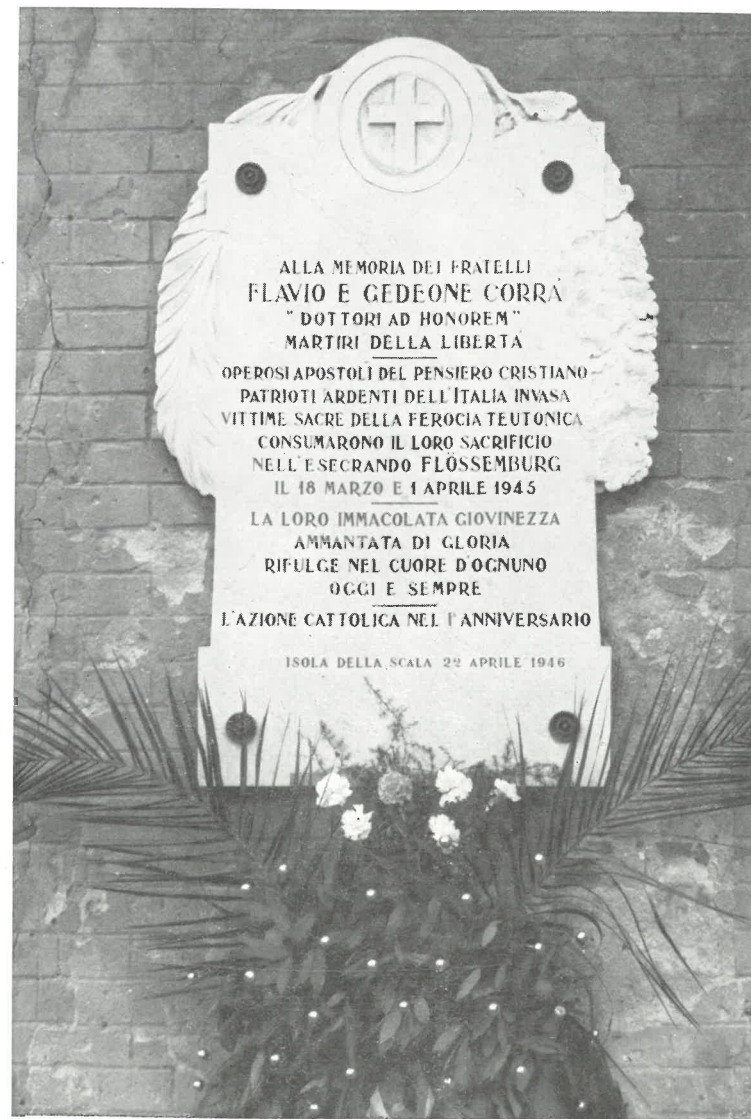 ALLA MEMORIA DEI FRATELLI
FLAVIO E GEDEONE CORRÀ
"DOTTORI AD HONOREM"
MARTIRI DELLA LIBERTÀ
OPEROSI APOSTOLI DEL PENSIERO CRISTIANO
PATRIOTI ARDENTI DELL'ITALIA INVASA
VITTIME SACRE DELLA FEROCIA TEUTONICA
CONSUMARONO IL LORO SACRIFICIO
NELL'ESECRANDO FLÖSSEMBURG
IL 18 MARZO E 1 APRILE 1945
LA LORO IMMACOLATA GIOVINEZZA
AMMANTATA DI GLORIA
RIFULGE NEL CUORE D'OGNUNO
OGGI E SEMPRE
L'AZIONE CATTOLICA NEL 1° ANNIVERSARIO
ISOLA DELLA SCALA 22 APRILE 1946